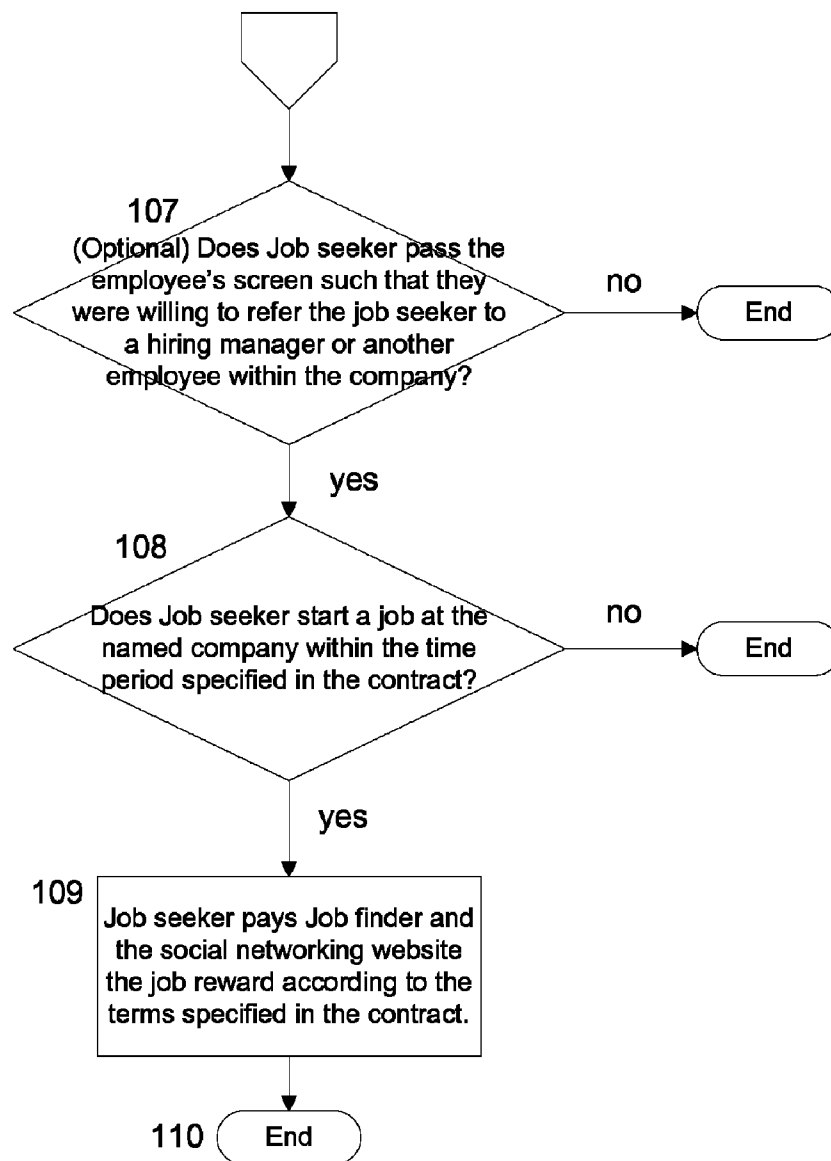 107
(Optional) Does Job seeker pass the
employee's screen such that they
were willing to refer the job seeker to
a hiring manager or another
employee within the company?
no
End
yes
108
Does Job seeker start a job at the
named company within the time
period specified in the contract?
no
End
yes
109
Job seeker pays Job finder and
the social networking website
the job reward according to the
terms specified in the contract.
110
End